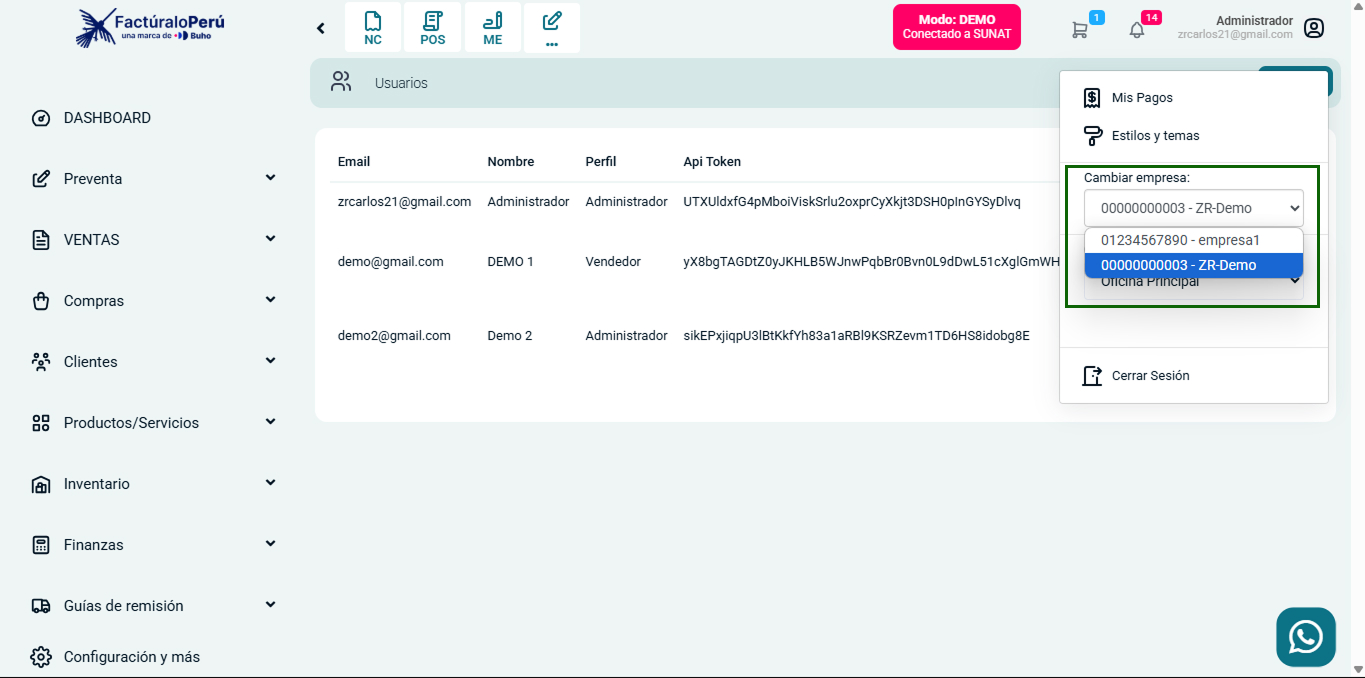 FactúraloPerú
una marca de Buho
NC
POS
ME
...
Modo: DEMO
Conectado a SUNAT
1
14
Administrador
zrcarlos21@gmail.com
Usuarios
Mis Pagos
Estilos y temas
Cambiar empresa:
00000000003 - ZR-Demo
01234567890 - empresa1
00000000003 - ZR-Demo
Oficina Principal
Cerrar Sesión
DASHBOARD
Preventa
VENTAS
Compras
Clientes
Productos/Servicios
Inventario
Finanzas
Guías de remisión
Configuración y más
Email Nombre Perfil Api Token
zrcarlos21@gmail.com Administrador Administrador UTXUldxfG4pMboiViskSrlu2oxprCyXkjt3DSH0pInGYSyDlvq
demo@gmail.com DEMO 1 Vendedor yX8bgTAGDtZ0yJKHLB5WJnwPqbBr0Bvn0L9dDwL51cXglGmWH
demo2@gmail.com Demo 2 Administrador sikEPxjiqpU3lBtKkfYh83a1aRBl9KSRZevm1TD6HS8idobg8E